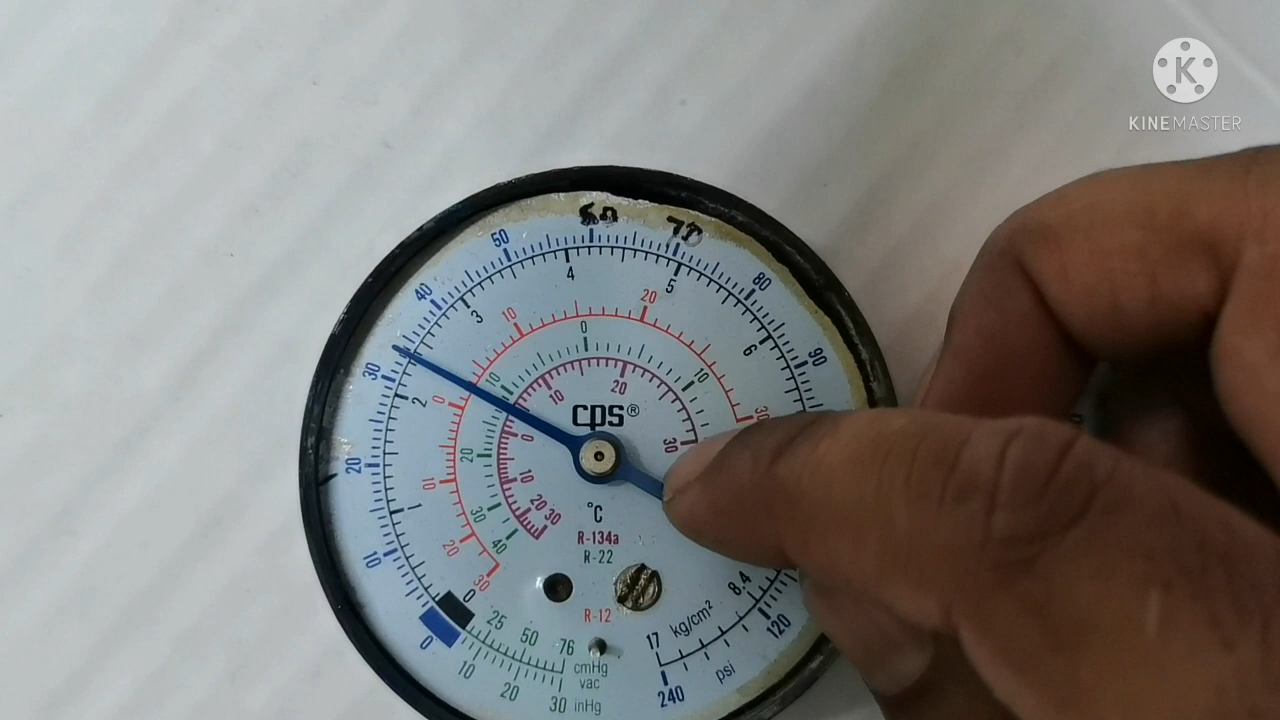 K
KINEMASTER
60 70
0 10 20 30 40 50 80 90 120 240
psi
0 1 2 3 4 5 6 8.4 17
kg/cm²
30 20 10 0 10 20 30
40 30 20 10 0 10
30 20 10 0 10 20 30
cps®
°C
R-134a
R-22
R-12
25 50 76
cmHg
vac
10 20 30 inHg